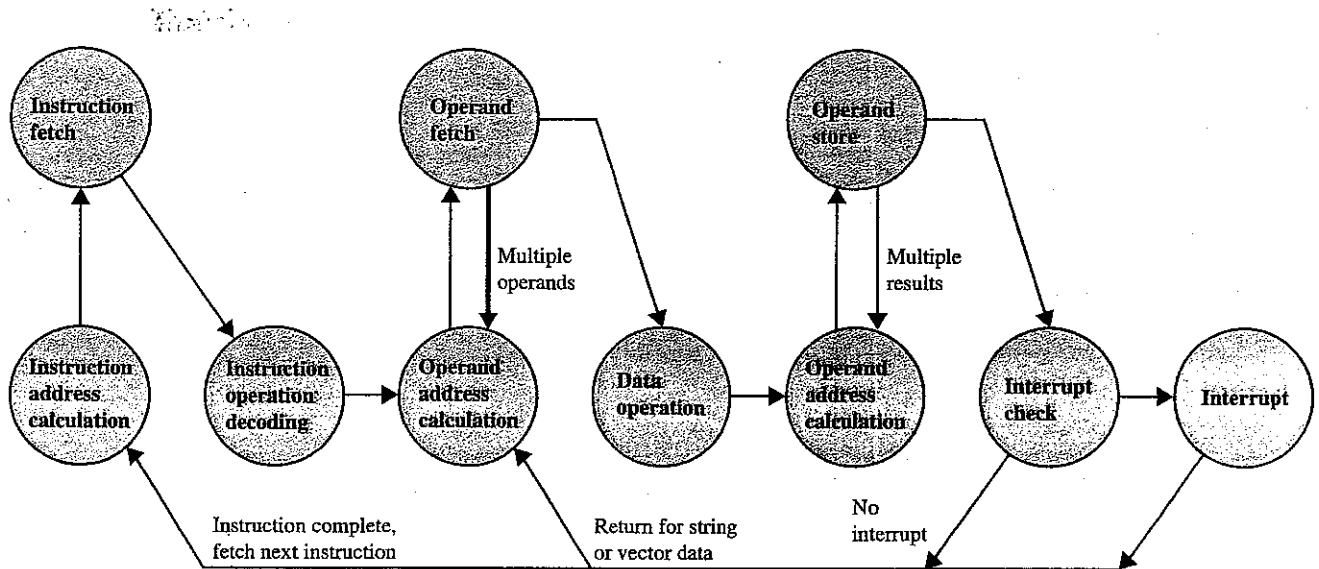 Instruction
fetch
Operand
fetch
Operand
store
Multiple
operands
Multiple
results
Instruction
address
calculation
Instruction
operation
decoding
Operand
address
calculation
Data
operation
Operand
address
calculation
Interrupt
check
Interrupt
Instruction complete,
fetch next instruction
Return for string
or vector data
No
interrupt